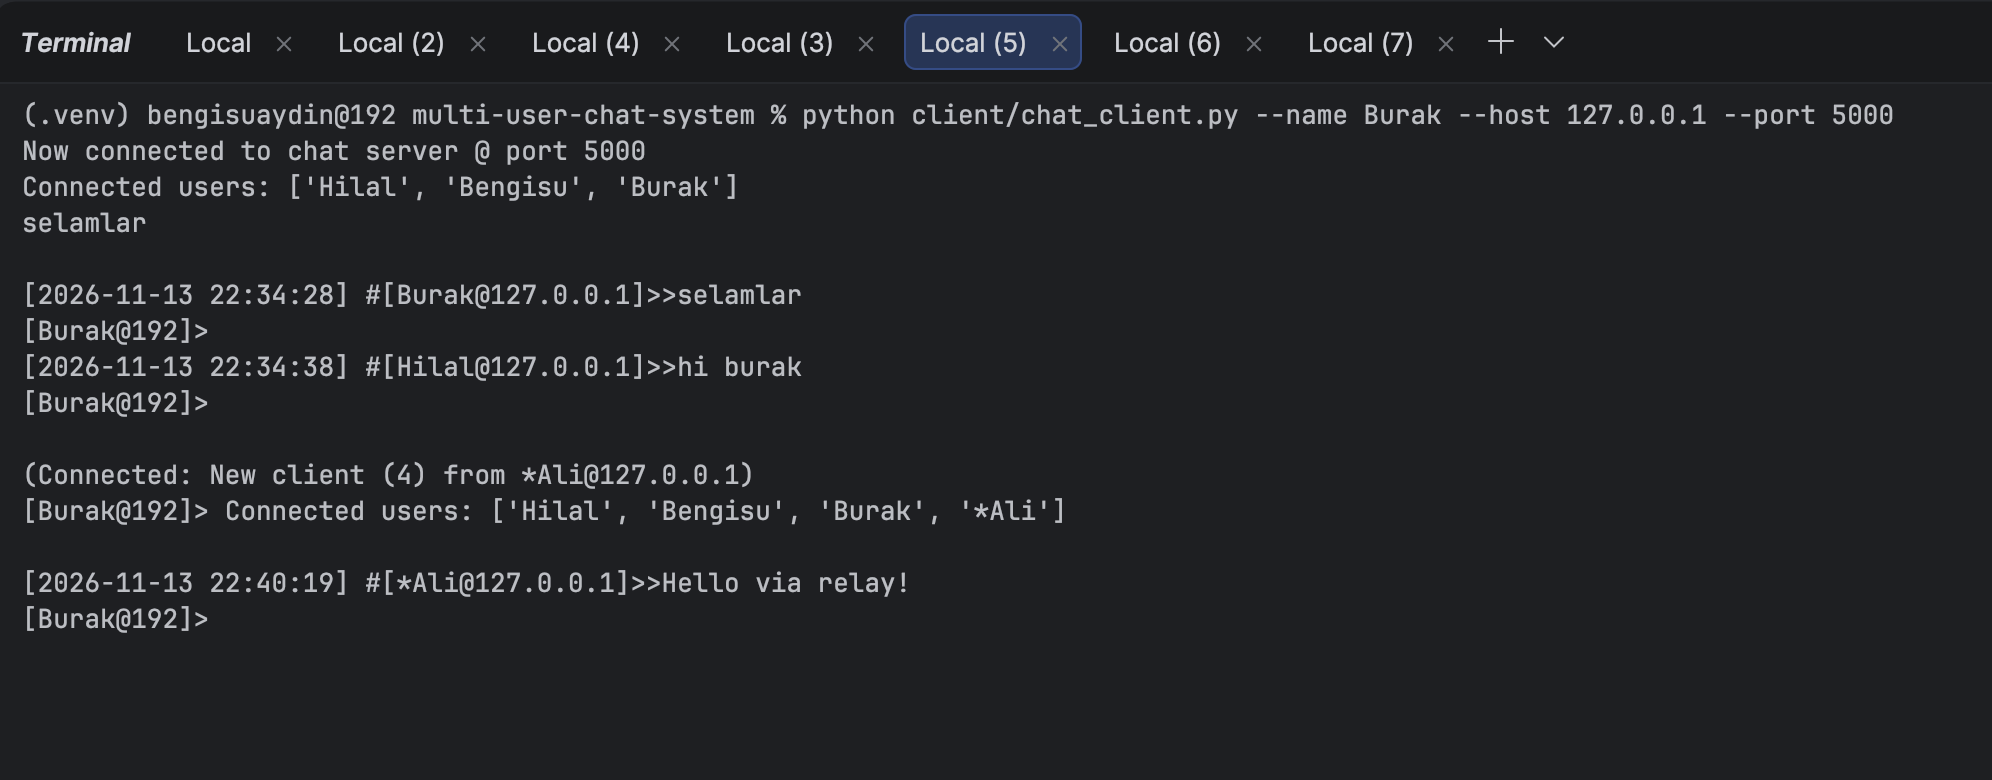 Terminal Local × Local (2) × Local (4) × Local (3) × Local (5) × Local (6) × Local (7) × +
(.venv) bengisuaydin@192 multi-user-chat-system % python client/chat_client.py --name Burak --host 127.0.0.1 --port 5000
Now connected to chat server @ port 5000
Connected users: ['Hilal', 'Bengisu', 'Burak']
selamlar
[2026-11-13 22:34:28] #[Burak@127.0.0.1]>>selamlar
[Burak@192]>
[2026-11-13 22:34:38] #[Hilal@127.0.0.1]>>hi burak
[Burak@192]>
(Connected: New client (4) from *Ali@127.0.0.1)
[Burak@192]> Connected users: ['Hilal', 'Bengisu', 'Burak', '*Ali']
[2026-11-13 22:40:19] #[*Ali@127.0.0.1]>>Hello via relay!
[Burak@192]>